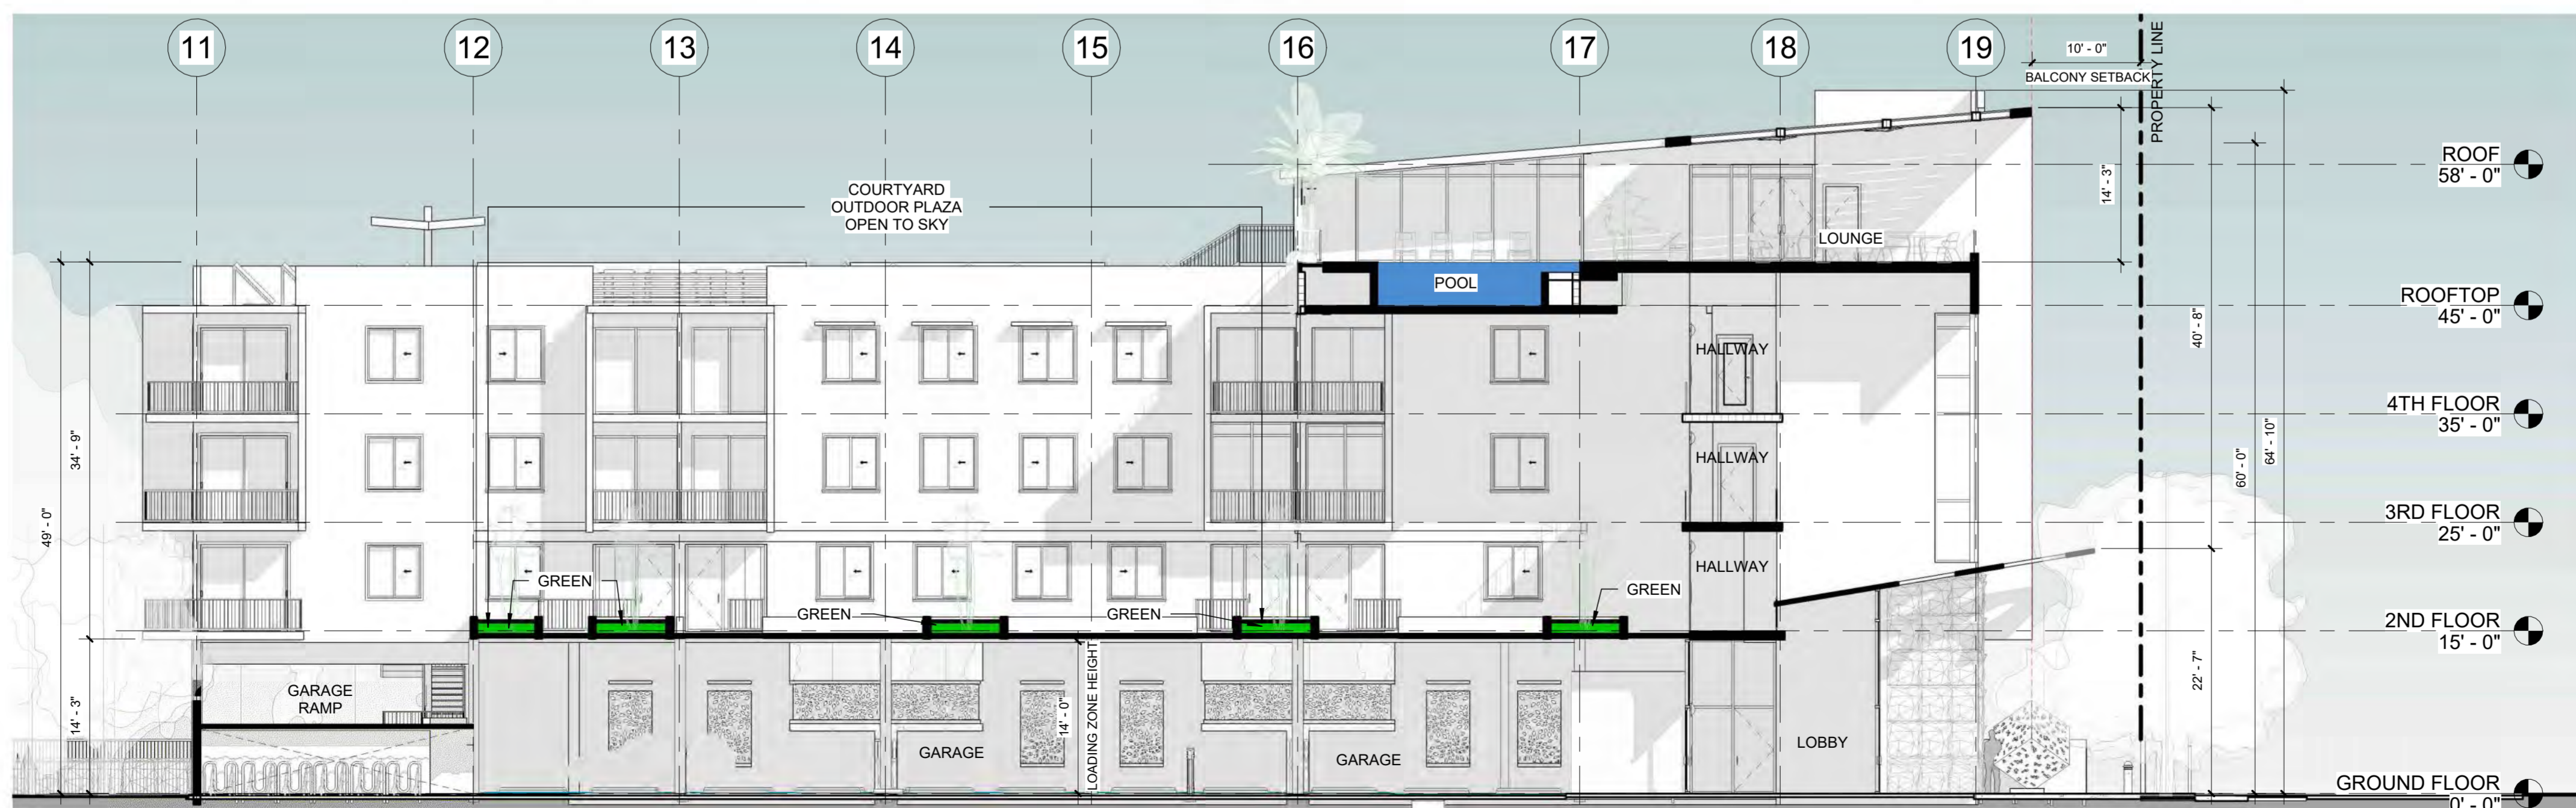 11
12
13
14
15
16
17
18
19
10' - 0"
BALCONY SETBACK
PROPERTY LINE
ROOF
58' - 0"
COURTYARD
OUTDOOR PLAZA
OPEN TO SKY
14' - 3"
LOUNGE
POOL
ROOFTOP
45' - 0"
40' - 8"
HALLWAY
4TH FLOOR
35' - 0"
34' - 9"
64' - 10"
HALLWAY
60' - 0"
49' - 0"
3RD FLOOR
25' - 0"
HALLWAY
GREEN
GREEN
GREEN
GREEN
2ND FLOOR
15' - 0"
LOADING ZONE HEIGHT
14' - 0"
22' - 7"
GARAGE
RAMP
14' - 3"
GARAGE
GARAGE
LOBBY
GROUND FLOOR
0' - 0"